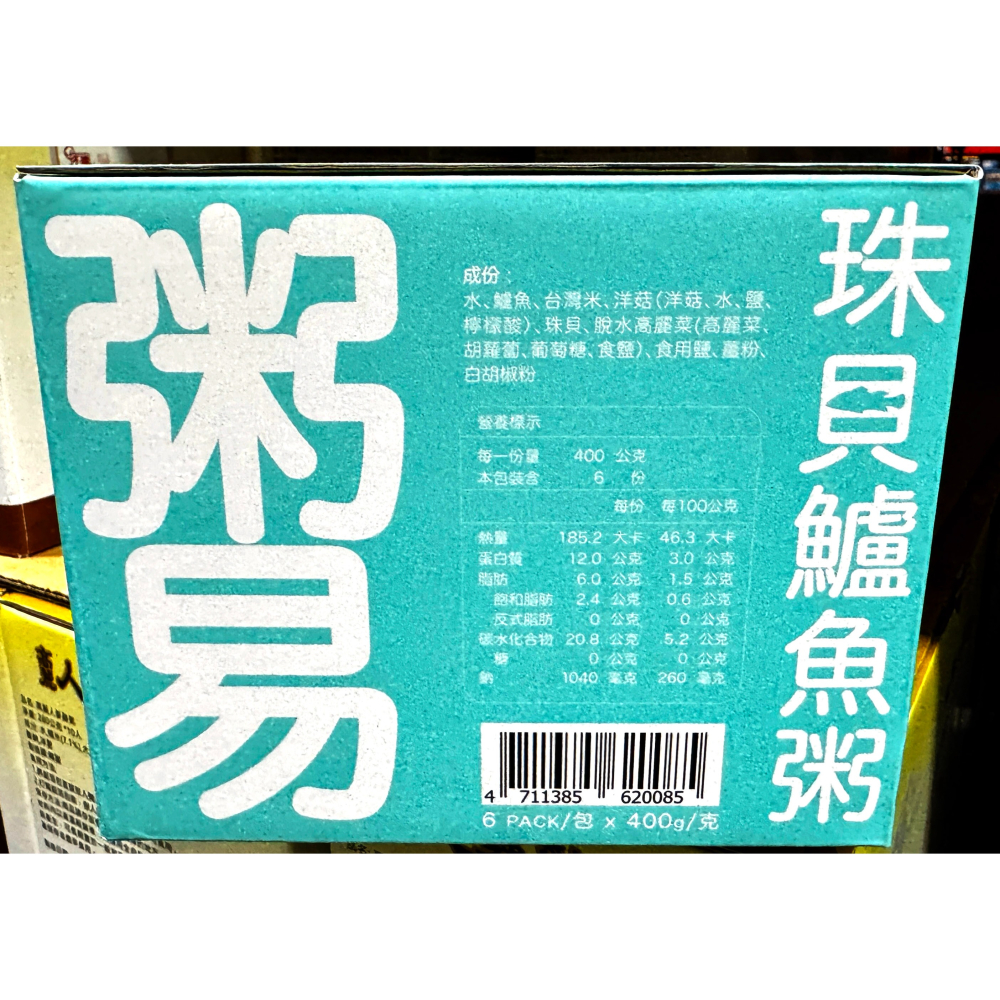 粥易
珠貝鱸魚粥
成份：
水、鱸魚、台灣米、洋菇(洋菇、水、鹽、
檸檬酸)、珠貝、脫水高麗菜(高麗菜、
胡蘿蔔、葡萄糖、食鹽)、食用鹽、薑粉、
白胡椒粉
營養標示
每一份量 400 公克
本包裝含 6 份
每份 每100公克
熱量 185.2 大卡 46.3 大卡
蛋白質 12.0 公克 3.0 公克
脂肪 6.0 公克 1.5 公克
飽和脂肪 2.4 公克 0.6 公克
反式脂肪 0 公克 0 公克
碳水化合物 20.8 公克 5.2 公克
糖 0 公克 0 公克
鈉 1040 毫克 260 毫克
4 711385 620085
6 PACK/包 x 400g/克